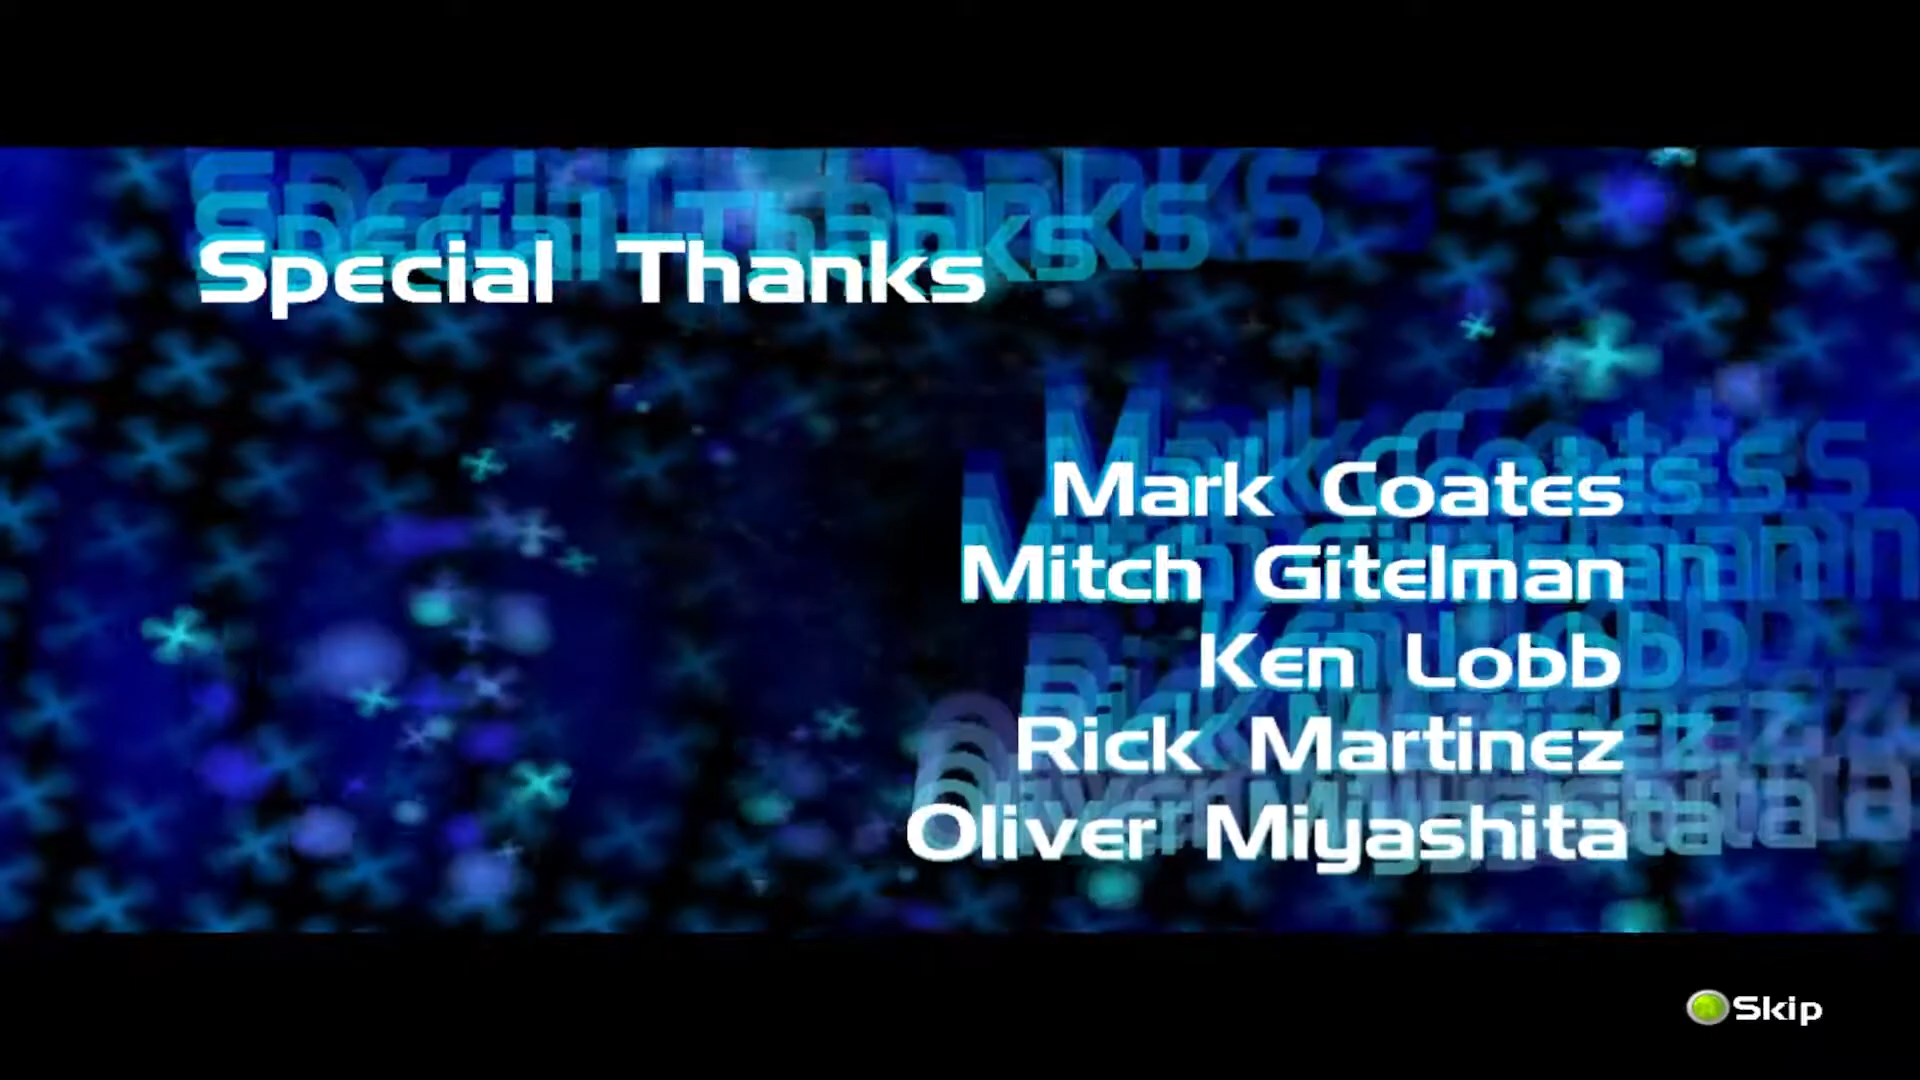 Special Thanks
Mark Coates
Mitch Gitelman
Ken Lobb
Rick Martinez
Oliver Miyashita
Skip